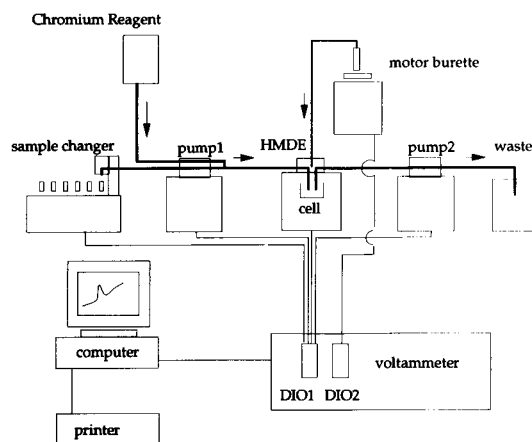 Chromium Reagent
motor burette
sample changer
pump1
HMDE
pump2
waste
cell
computer
voltammeter
DIO1
DIO2
printer